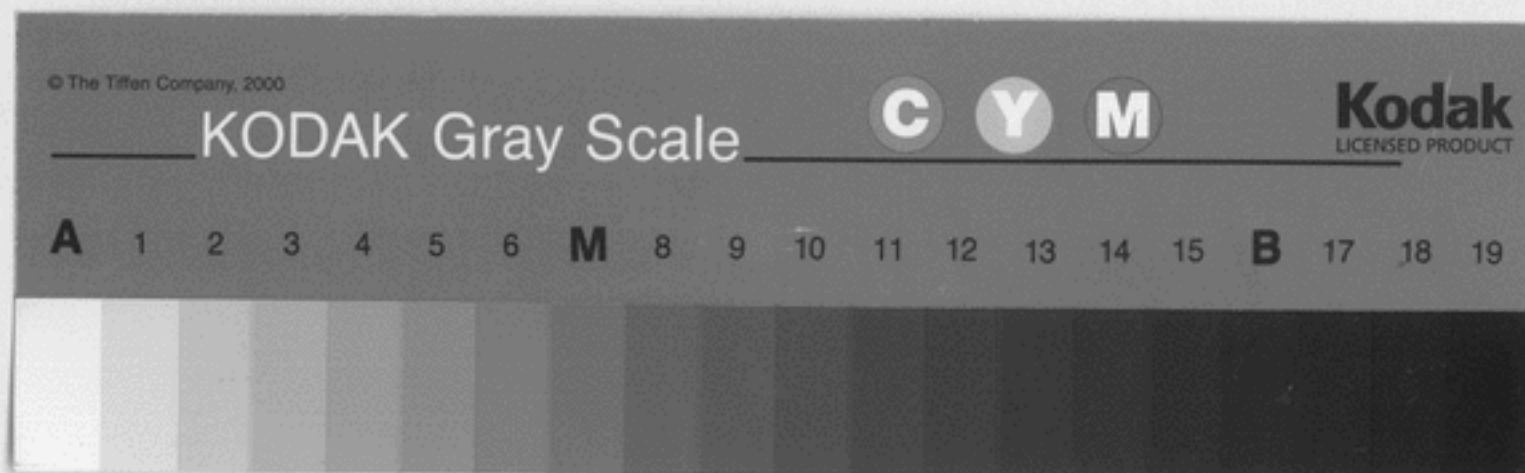 © The Tiffen Company, 2000
KODAK Gray Scale
C Y M
Kodak
LICENSED PRODUCT
A 1 2 3 4 5 6 M 8 9 10 11 12 13 14 15 B 17 18 19